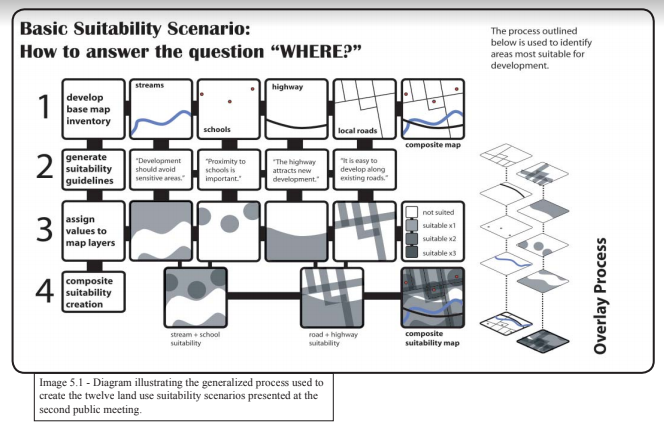 Basic Suitability Scenario:
How to answer the question “WHERE?”
The process outlined
below is used to identify
areas most suitable for
development.
1
develop
base map
inventory
streams
schools
highway
local roads
composite map
2
generate
suitability
guidelines
“Development
should avoid
sensitive areas.”
“Proximity to
schools is
important.”
“The highway
attracts new
development.”
“It is easy to
develop along
existing roads.”
3
assign
values to
map layers
not suited
suitable x1
suitable x2
suitable x3
4
composite
suitability
creation
stream + school
suitability
road + highway
suitability
composite
suitability map
Overlay Process
Image 5.1 - Diagram illustrating the generalized process used to
create the twelve land use suitability scenarios presented at the
second public meeting.